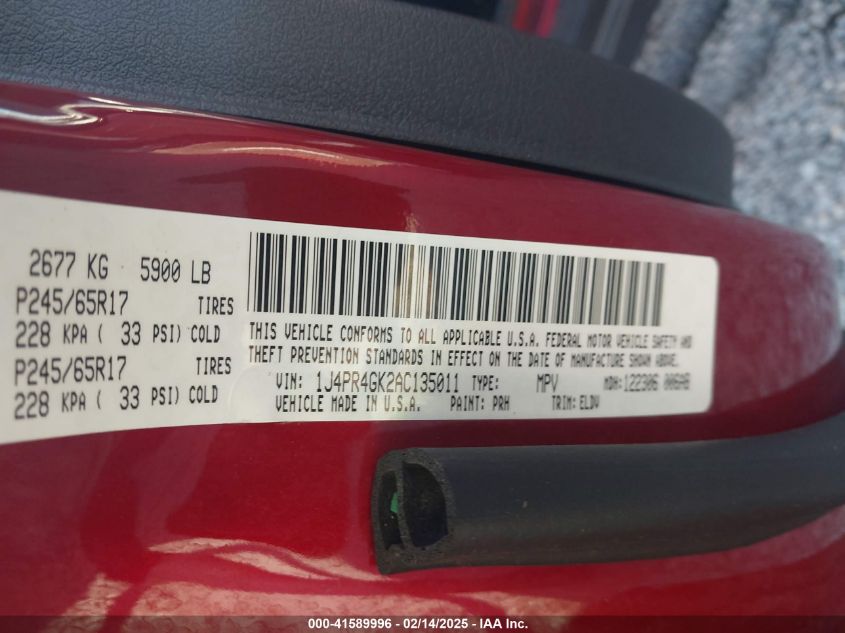 2677 KG 5900 LB
P245/65R17 TIRES
228 KPA ( 33 PSI) COLD
P245/65R17 TIRES
228 KPA ( 33 PSI) COLD
THIS VEHICLE CONFORMS TO ALL APPLICABLE U.S.A. FEDERAL MOTOR VEHICLE SAFETY AND
THEFT PREVENTION STANDARDS IN EFFECT ON THE DATE OF MANUFACTURE SHOWN ABOVE.
VIN: 1J4PR4GK2AC135011 TYPE: MPV MDH: 122306 006AB
VEHICLE MADE IN U.S.A. PAINT: PRH TRIM: ELDV
000-41589996 - 02/14/2025 - IAA Inc.